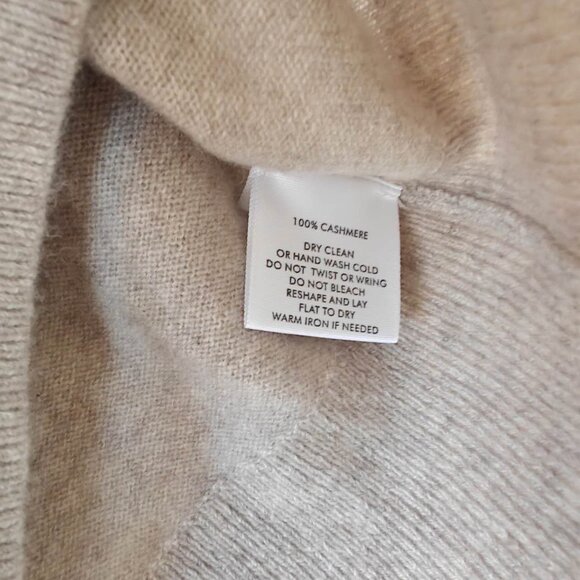 100% CASHMERE
DRY CLEAN
OR HAND WASH COLD
DO NOT TWIST OR WRING
DO NOT BLEACH
RESHAPE AND LAY
FLAT TO DRY
WARM IRON IF NEEDED